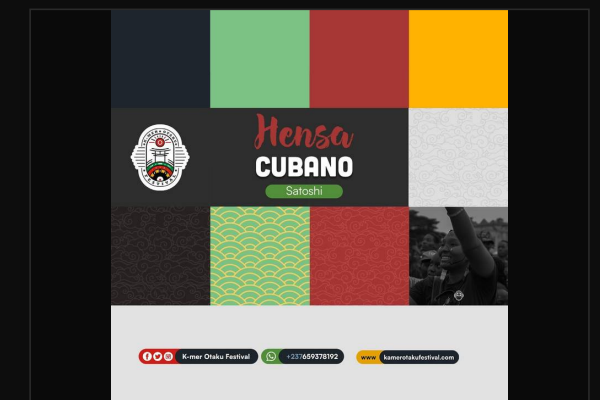 Hensa
CUBANO
Satoshi
K-mer Otaku Festival
+237659378192
www kamerotakufestival.com